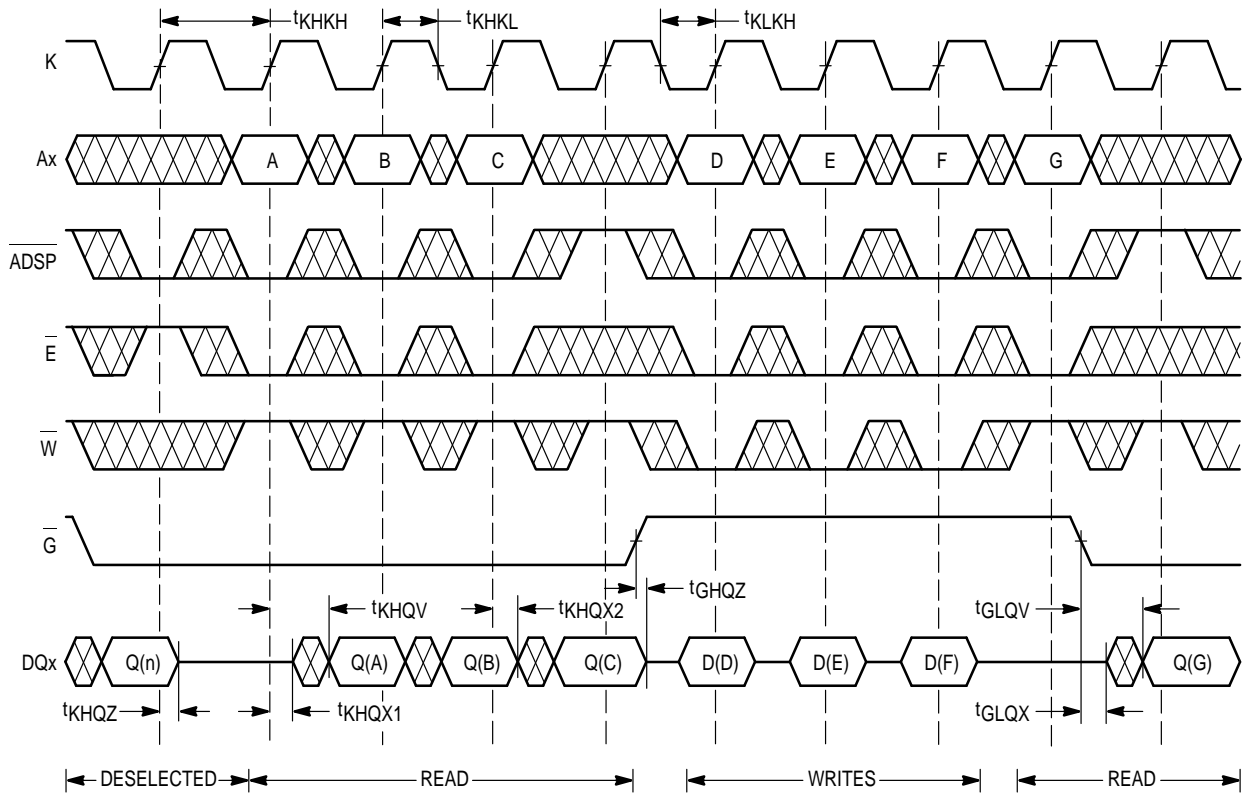 tKHKH tKHKL tKLKH
K
Ax A B C D E F G
ADSP
E
W
G
tKHQV tKHQX2 tGHQZ tGLQV
DQx Q(n) Q(A) Q(B) Q(C) D(D) D(E) D(F) Q(G)
tKHQZ tKHQX1 tGLQX
DESELECTED READ WRITES READ